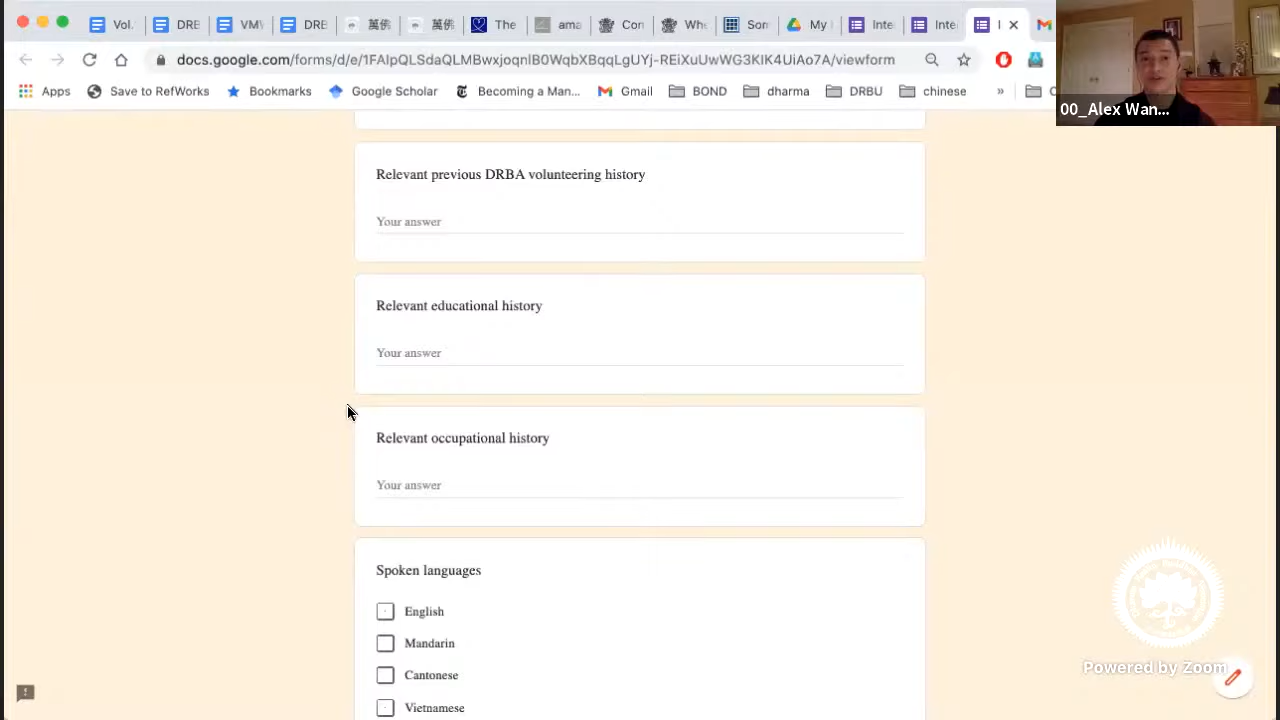 Vol.
DRE
VMV
DRE
萬佛
萬佛
The
ama
Con
Whe
Son
My
Inte
Inte
docs.google.com/forms/d/e/1FAIpQLSdaQLMBwxjoqnlB0WqbXBqqLgUYj-REiXuUwWG3KlK4UiAo7A/viewform
Apps
Save to RefWorks
Bookmarks
Google Scholar
Becoming a Man...
Gmail
BOND
dharma
DRBU
chinese
»
00_Alex Wan...
Relevant previous DRBA volunteering history
Your answer
Relevant educational history
Your answer
Relevant occupational history
Your answer
Spoken languages
English
Mandarin
Cantonese
Vietnamese
Powered by Zoom